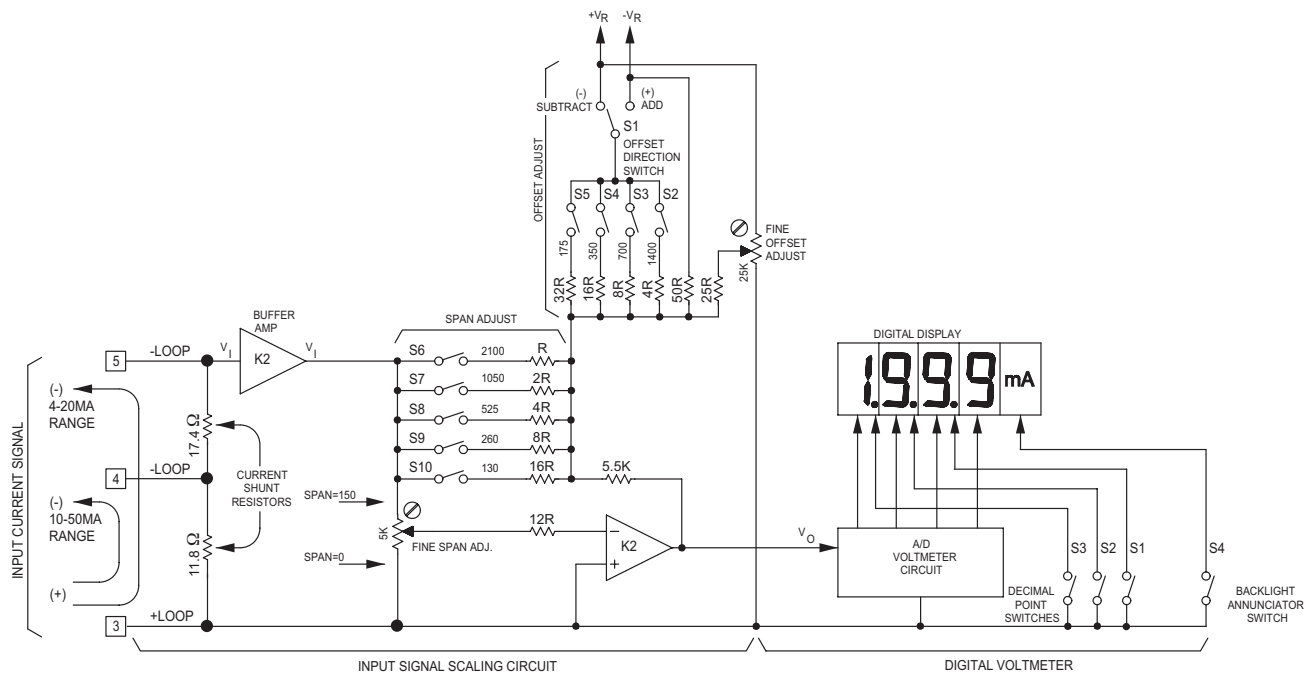 +VR -VR
(-) SUBTRACT
(+) ADD
S1
OFFSET DIRECTION SWITCH
OFFSET ADJUST
S5 S4 S3 S2
175 350 700 1400
32R 16R 8R 4R 50R 25R
25K
FINE OFFSET ADJUST
INPUT CURRENT SIGNAL
5
-LOOP
(-)
4-20MA
RANGE
17.4 Ω
4
-LOOP
(-)
10-50MA
RANGE
11.8 Ω
(+)
3
+LOOP
CURRENT
SHUNT
RESISTORS
BUFFER
AMP
VI
K2
VI
SPAN ADJUST
S6 2100 R
S7 1050 2R
S8 525 4R
S9 260 8R
S10 130 16R
5.5K
SPAN=150
5K
FINE SPAN ADJ.
SPAN=0
12R
−
K2
+
VO
DIGITAL DISPLAY
1.9.9.9 mA
A/D
VOLTMETER
CIRCUIT
S3 S2 S1
S4
DECIMAL
POINT
SWITCHES
BACKLIGHT
ANNUNCIATOR
SWITCH
INPUT SIGNAL SCALING CIRCUIT
DIGITAL VOLTMETER